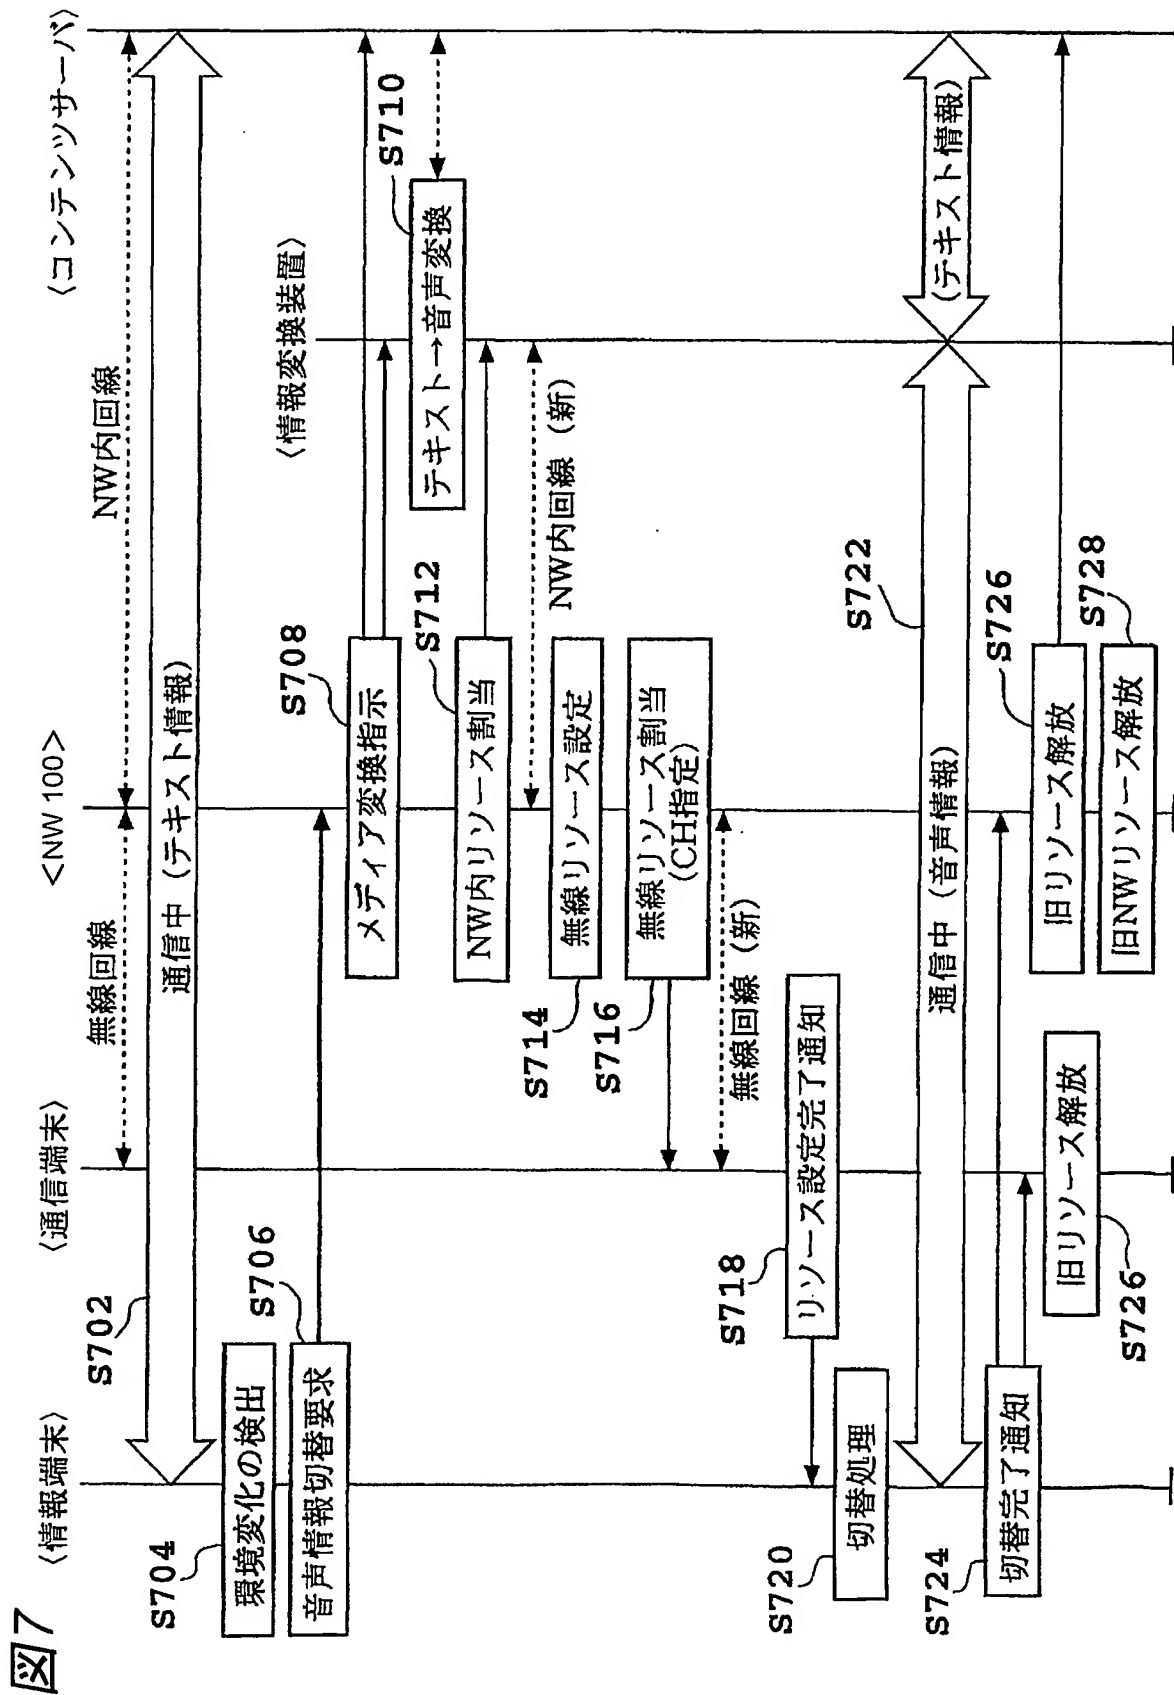 図7
〈情報端末〉
〈通信端末〉
<NW 100>
〈情報変換装置〉
〈コンテンツサーバ〉
無線回線
NW内回線
S702
通信中（テキスト情報）
S704
環境変化の検出
S706
音声情報切替要求
S708
メディア変換指示
S710
テキスト→音声変換
S712
NW内リソース割当
NW内回線（新）
S714
無線リソース設定
S716
無線リソース割当
（CH指定）
無線回線（新）
S718
リソース設定完了通知
S720
切替処理
S722
通信中（音声情報）
（テキスト情報）
S724
切替完了通知
S726
旧リソース解放
S726
旧リソース解放
S728
旧NWリソース解放